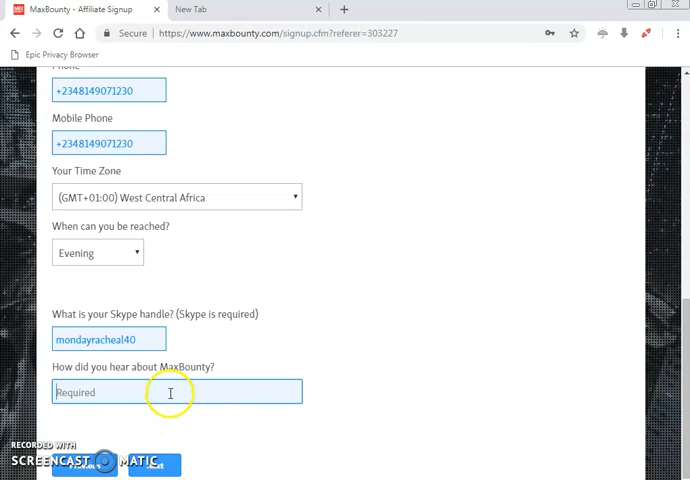 MaxBounty - Affiliate Signup
New Tab
Secure
https://www.maxbounty.com/signup.cfm?referer=303227
Epic Privacy Browser
Phone
+2348149071230
Mobile Phone
+2348149071230
Your Time Zone
(GMT+01:00) West Central Africa
When can you be reached?
Evening
What is your Skype handle? (Skype is required)
mondayracheal40
How did you hear about MaxBounty?
Required
RECORDED WITH
SCREENCAST MATIC
Previous
Next